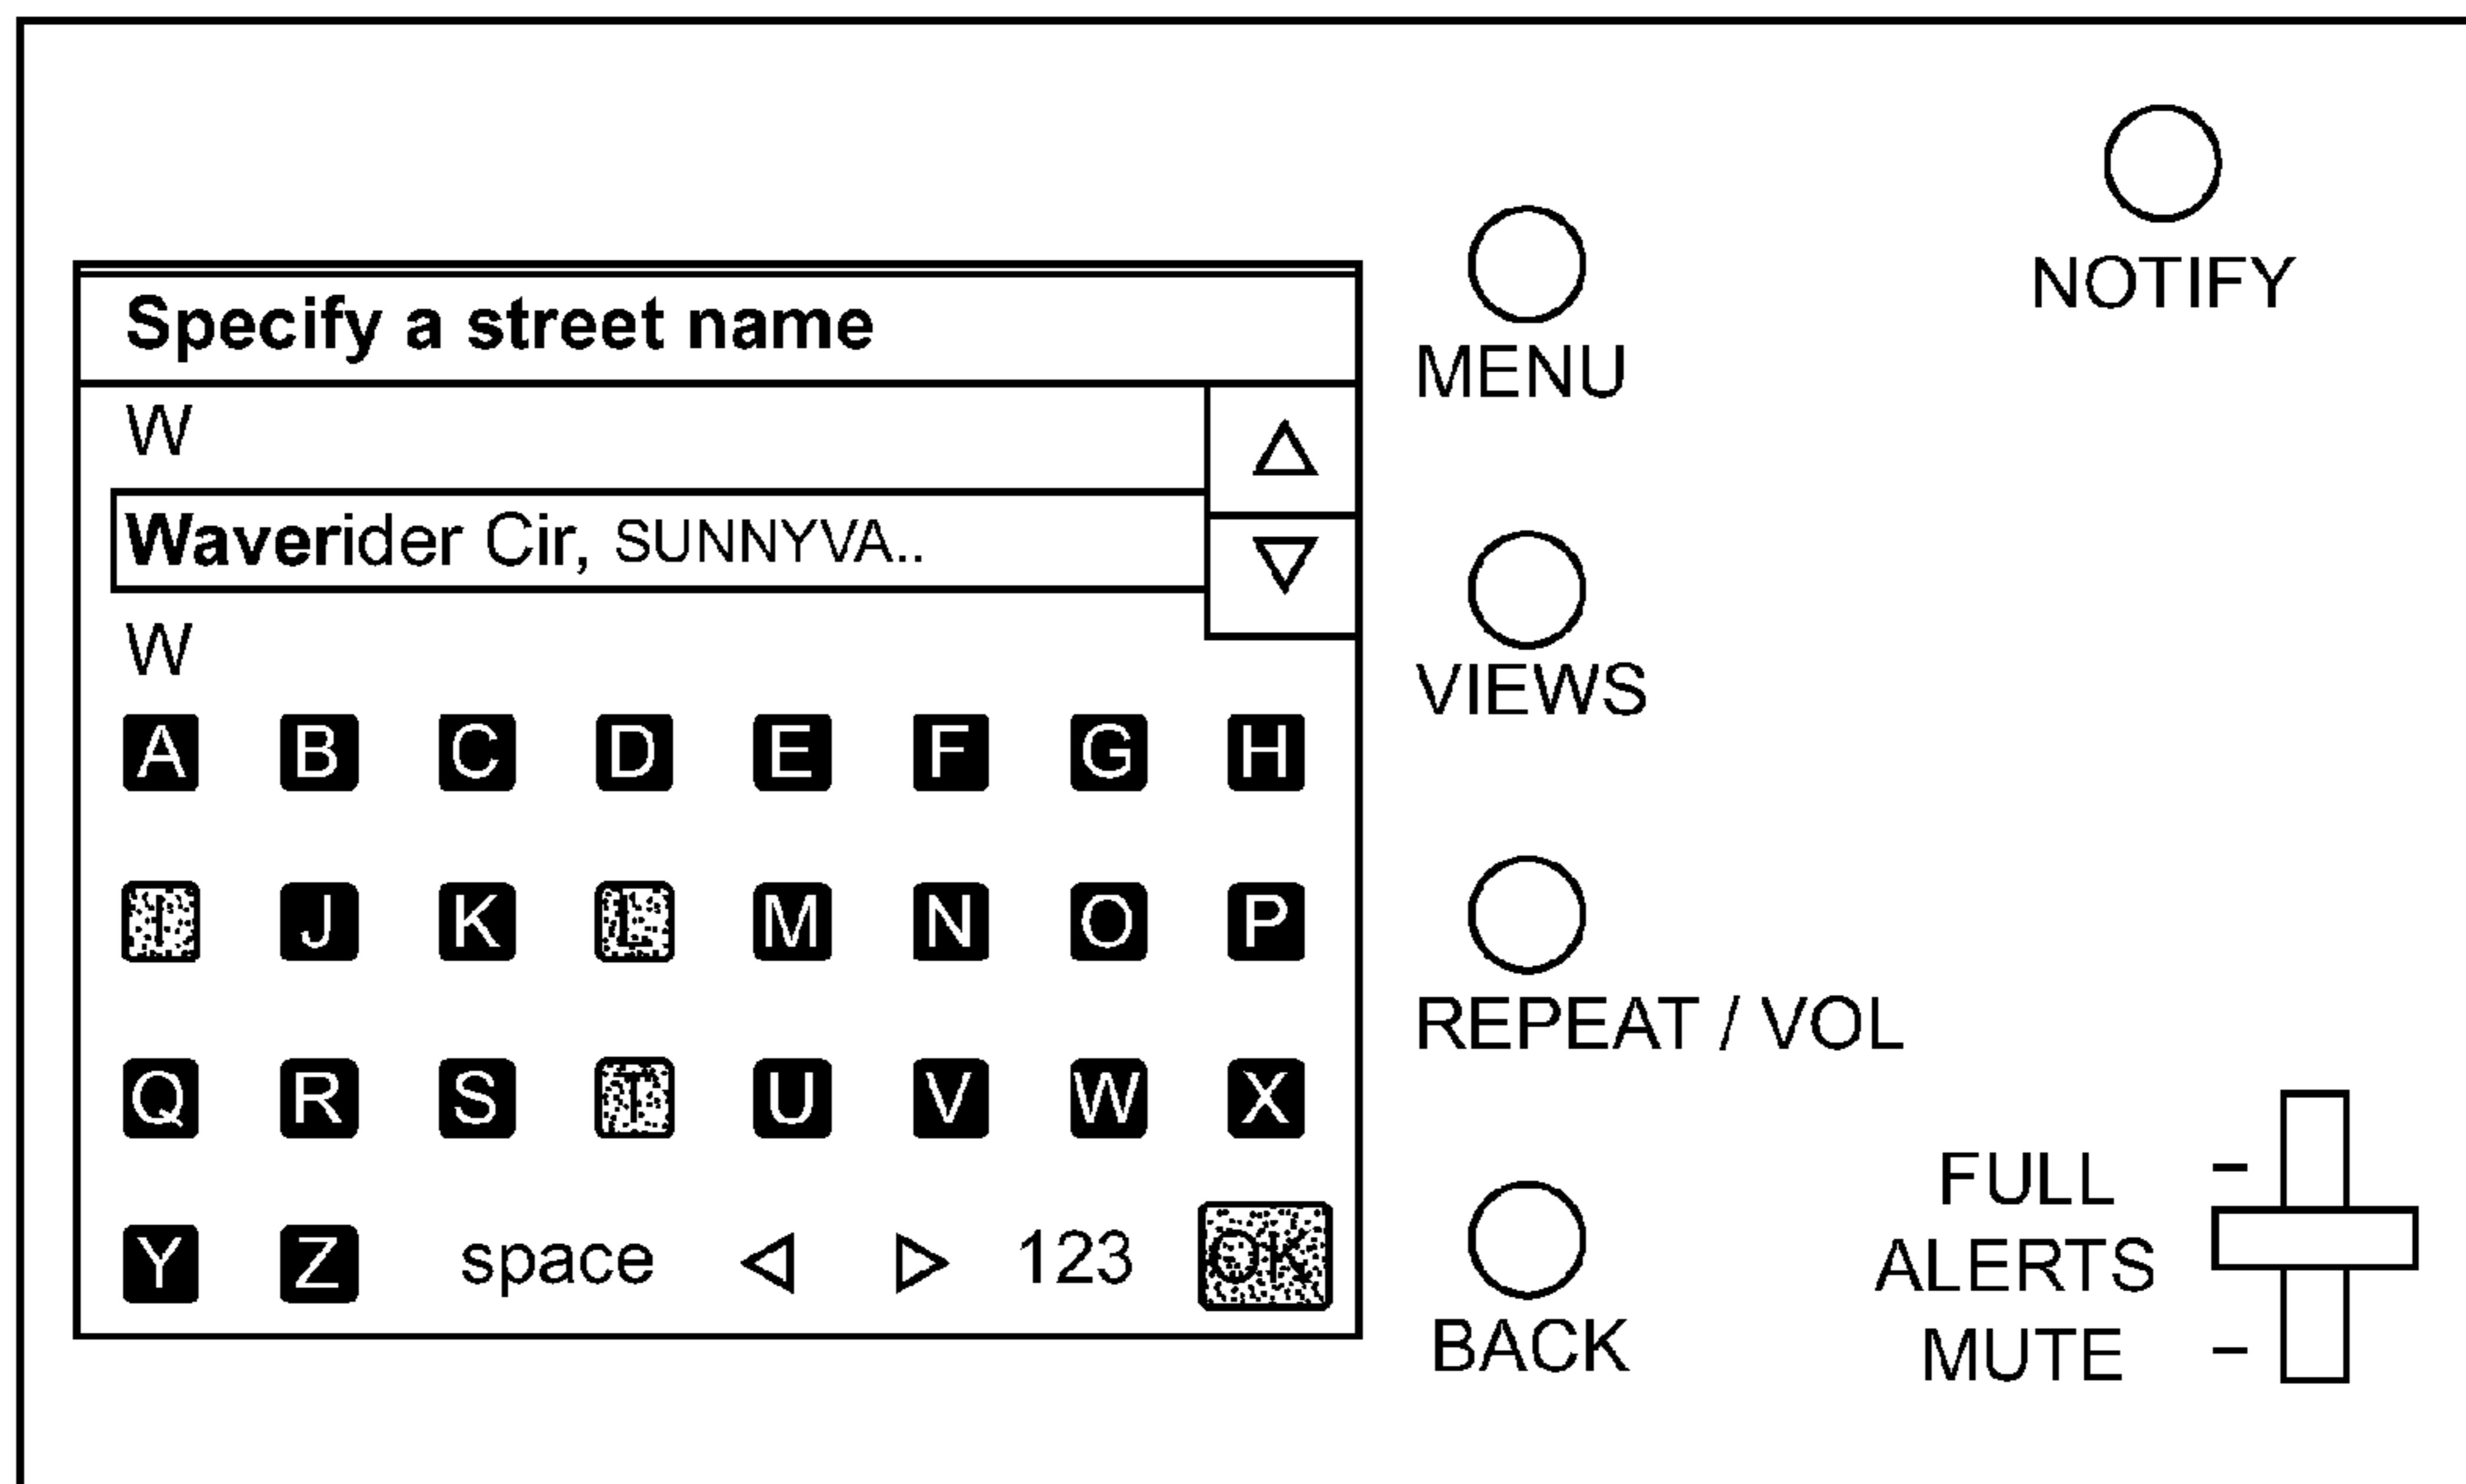 Specify a street name
W
Waverider Cir, SUNNYVA..
W
A B C D E F G H
I J K L M N O P
Q R S T U V W X
Y Z space 123 OK
MENU
VIEWS
REPEAT / VOL
BACK
NOTIFY
FULL –
ALERTS
MUTE –